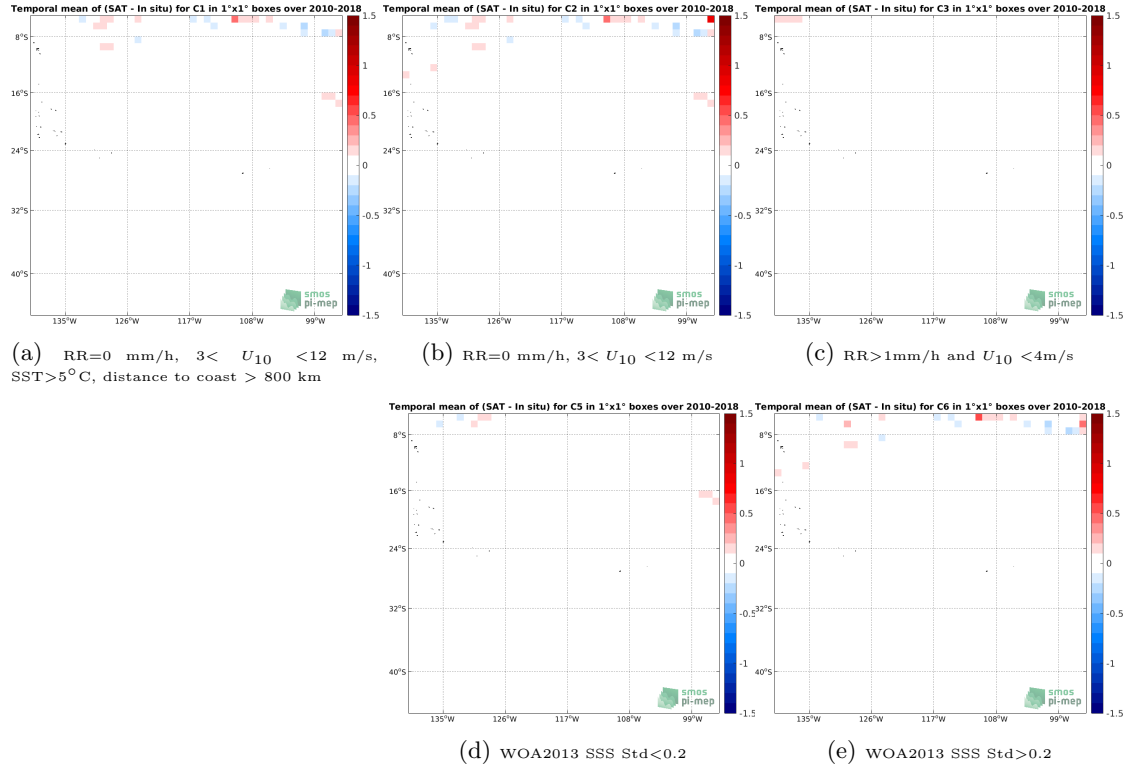 Temporal mean of (SAT - In situ) for C1 in 1°x1° boxes over 2010-2018
8°S
16°S
24°S
32°S
40°S
135°W 126°W 117°W 108°W 99°W
1.5
1
0.5
0
-0.5
-1
-1.5
smos
pi-mep
(a) RR=0 mm/h, 3< U10 <12 m/s,
SST>5°C, distance to coast > 800 km
Temporal mean of (SAT - In situ) for C2 in 1°x1° boxes over 2010-2018
8°S
16°S
24°S
32°S
40°S
135°W 126°W 117°W 108°W 99°W
1.5
1
0.5
0
-0.5
-1
-1.5
smos
pi-mep
(b) RR=0 mm/h, 3< U10 <12 m/s
Temporal mean of (SAT - In situ) for C3 in 1°x1° boxes over 2010-2018
8°S
16°S
24°S
32°S
40°S
135°W 126°W 117°W 108°W 99°W
1.5
1
0.5
0
-0.5
-1
-1.5
smos
pi-mep
(c) RR>1mm/h and U10 <4m/s
Temporal mean of (SAT - In situ) for C5 in 1°x1° boxes over 2010-2018
8°S
16°S
24°S
32°S
40°S
135°W 126°W 117°W 108°W 99°W
1.5
1
0.5
0
-0.5
-1
-1.5
smos
pi-mep
(d) WOA2013 SSS Std<0.2
Temporal mean of (SAT - In situ) for C6 in 1°x1° boxes over 2010-2018
8°S
16°S
24°S
32°S
40°S
135°W 126°W 117°W 108°W 99°W
1.5
1
0.5
0
-0.5
-1
-1.5
smos
pi-mep
(e) WOA2013 SSS Std>0.2